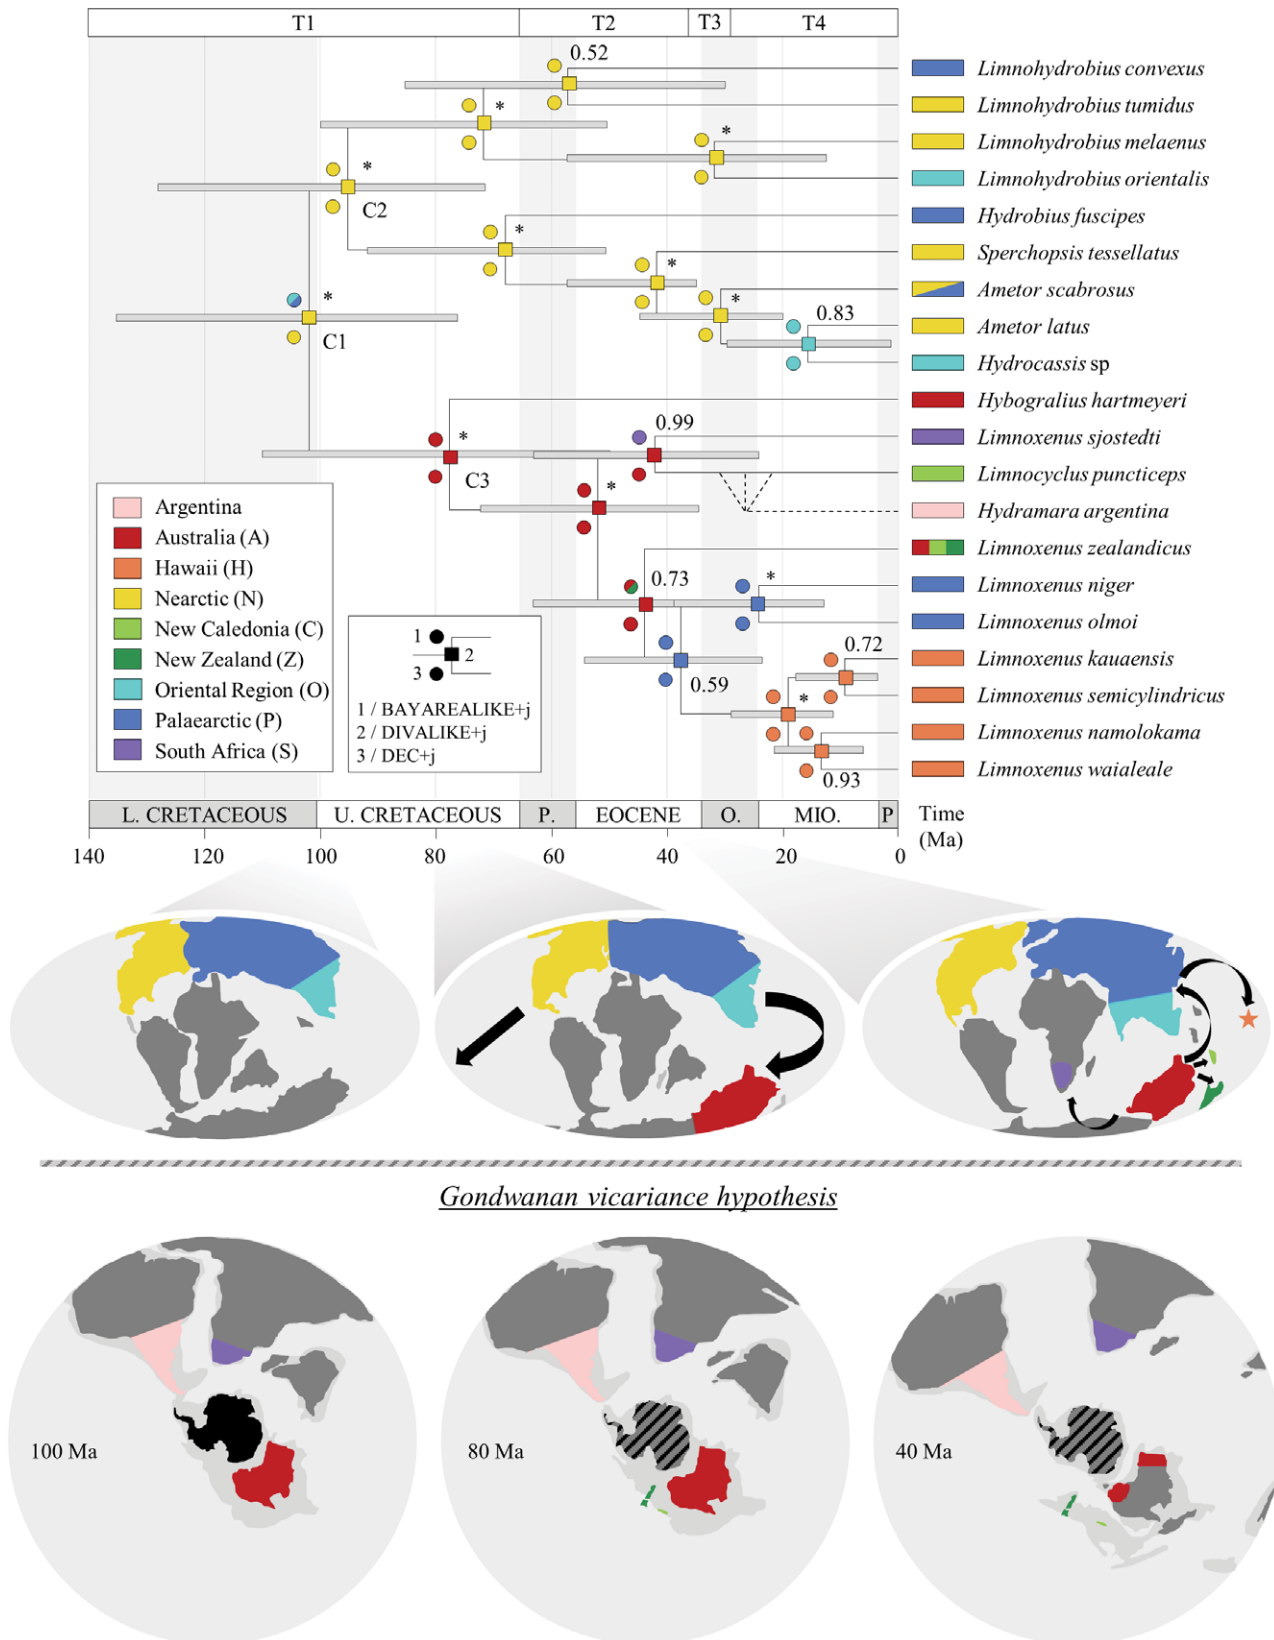 T1 T2 T3 T4
0.52
Limnohydrobius convexus
Limnohydrobius tumidus
*
*
Limnohydrobius melaenus
*
Limnohydrobius orientalis
C2
Hydrobius fuscipes
*
Sperchopsis tessellatus
*
*
Ametor scabrosus
*
0.83
Ametor latus
C1
Hydrocassis sp
Hybogralius hartmeyeri
*
0.99
Limnoxenus sjostedti
C3
Limnocyclus puncticeps
*
Hydramara argentina
Limnoxenus zealandicus
0.73
*
Limnoxenus niger
Limnoxenus olmoi
0.72
Limnoxenus kauaensis
0.59
*
Limnoxenus semicylindricus
Limnoxenus namolokama
0.93
Limnoxenus waialeale
Argentina
Australia (A)
Hawaii (H)
Nearctic (N)
New Caledonia (C)
New Zealand (Z)
Oriental Region (O)
Palaearctic (P)
South Africa (S)
1
2
3
1 / BAYAREALIKE+j
2 / DIVALIKE+j
3 / DEC+j
L. CRETACEOUS U. CRETACEOUS P. EOCENE O. MIO. P
Time
(Ma)
140 120 100 80 60 40 20 0
Gondwanan vicariance hypothesis
100 Ma
80 Ma
40 Ma